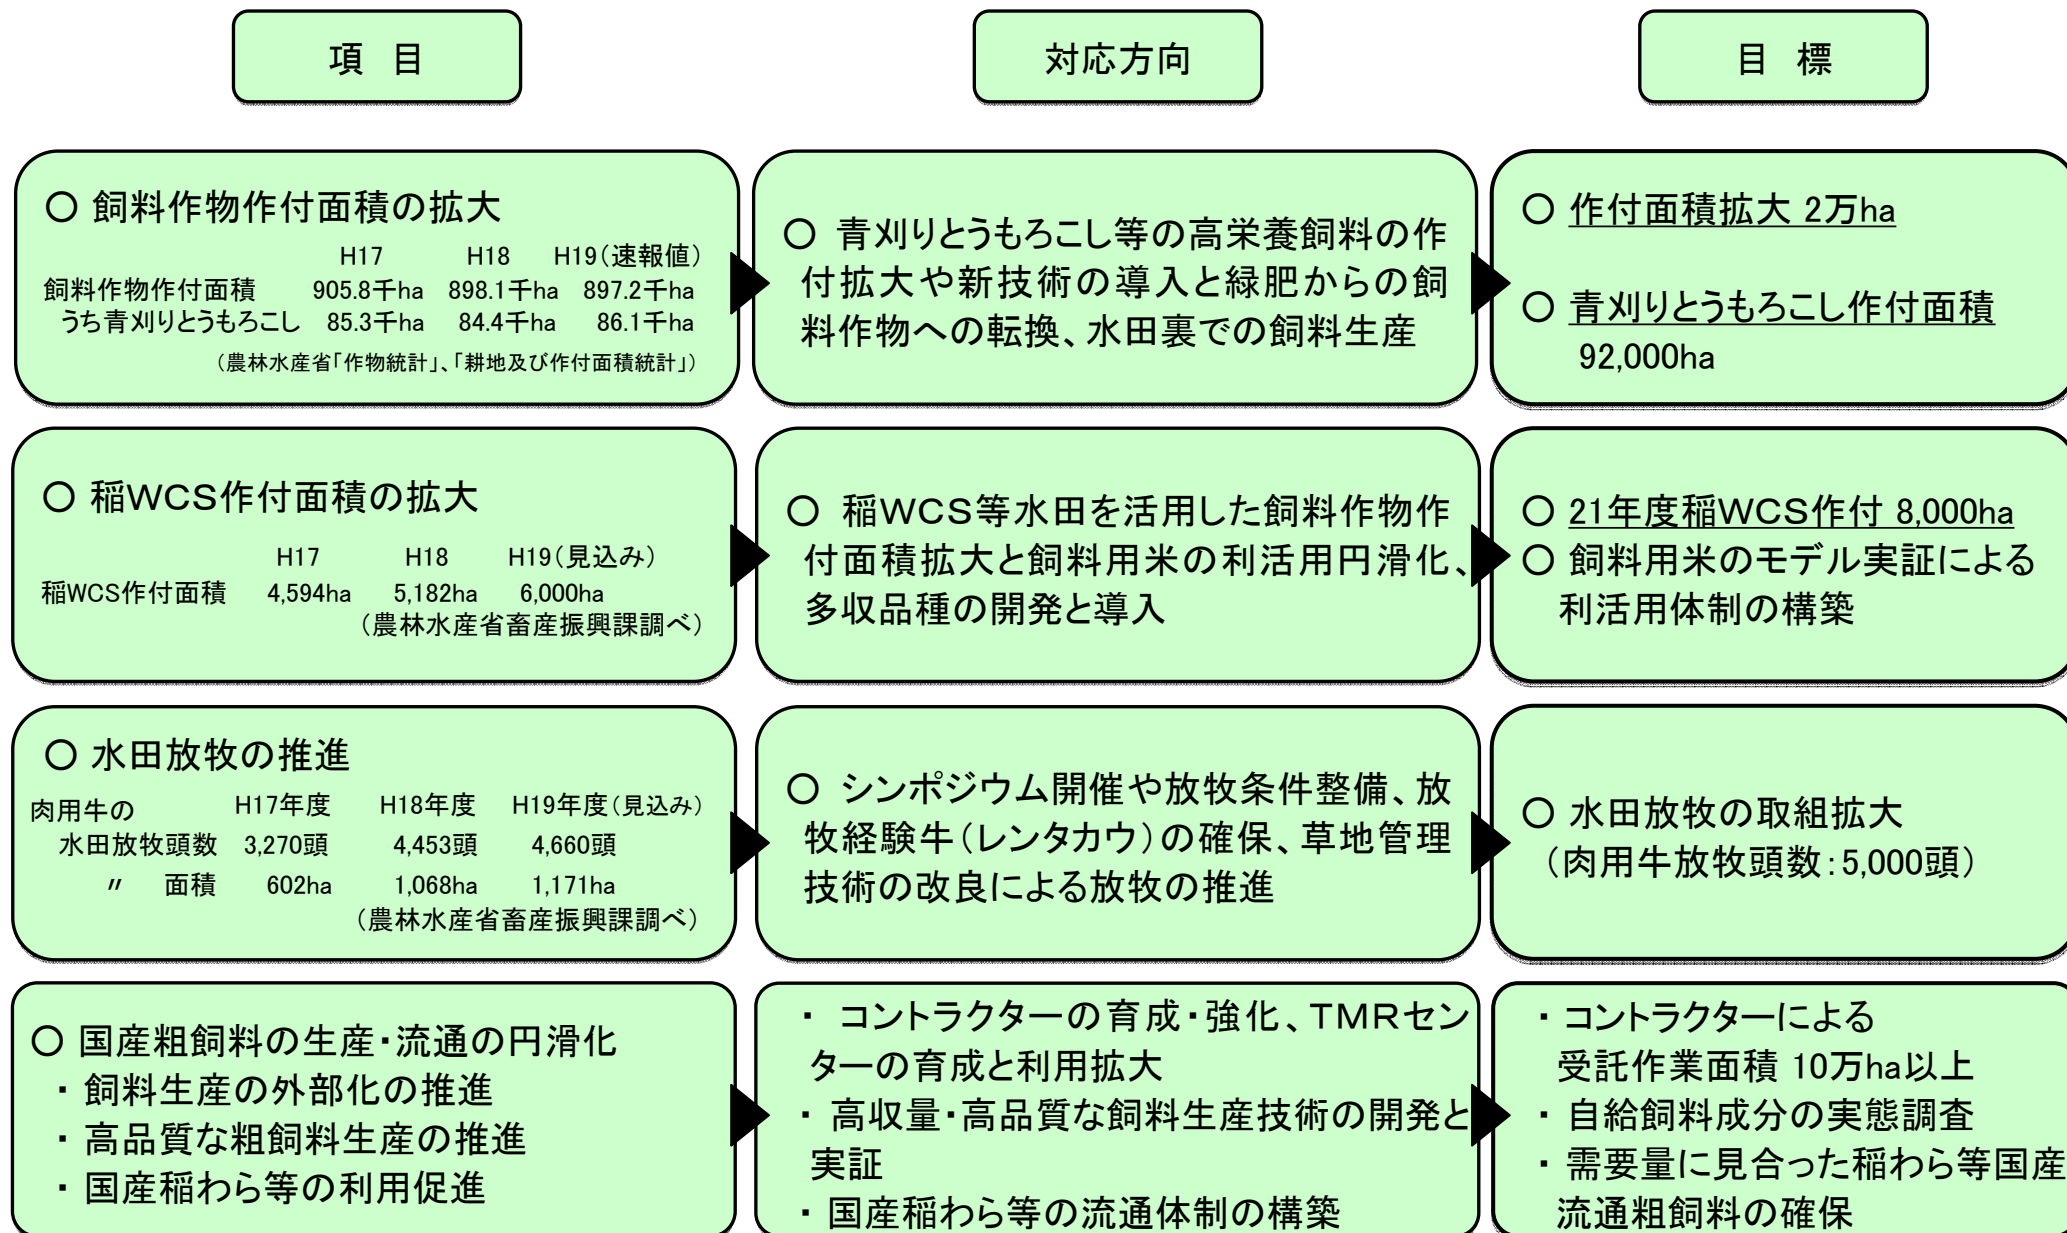 項 目
対応方向
目 標
○ 飼料作物作付面積の拡大
H17 H18 H19(速報値)
飼料作物作付面積 905.8千ha 898.1千ha 897.2千ha
うち青刈りとうもろこし 85.3千ha 84.4千ha 86.1千ha
(農林水産省「作物統計」、「耕地及び作付面積統計」)
○ 青刈りとうもろこし等の高栄養飼料の作
付拡大や新技術の導入と緑肥からの飼
料作物への転換、水田裏での飼料生産
○ 作付面積拡大 2万ha
○ 青刈りとうもろこし作付面積
92,000ha
○ 稲WCS作付面積の拡大
H17 H18 H19(見込み)
稲WCS作付面積 4,594ha 5,182ha 6,000ha
(農林水産省畜産振興課調べ)
○ 稲WCS等水田を活用した飼料作物作
付面積拡大と飼料用米の利活用円滑化、
多収品種の開発と導入
○ 21年度稲WCS作付 8,000ha
○ 飼料用米のモデル実証による
利活用体制の構築
○ 水田放牧の推進
肉用牛の H17年度 H18年度 H19年度(見込み)
水田放牧頭数 3,270頭 4,453頭 4,660頭
〃 面積 602ha 1,068ha 1,171ha
(農林水産省畜産振興課調べ)
○ シンポジウム開催や放牧条件整備、放
牧経験牛(レンタカウ)の確保、草地管理
技術の改良による放牧の推進
○ 水田放牧の取組拡大
(肉用牛放牧頭数:5,000頭)
○ 国産粗飼料の生産・流通の円滑化
・ 飼料生産の外部化の推進
・ 高品質な粗飼料生産の推進
・ 国産稲わら等の利用促進
・ コントラクターの育成・強化、TMRセン
ターの育成と利用拡大
・ 高収量・高品質な飼料生産技術の開発と
実証
・ 国産稲わら等の流通体制の構築
・ コントラクターによる
受託作業面積 10万ha以上
・ 自給飼料成分の実態調査
・ 需要量に見合った稲わら等国産
流通粗飼料の確保